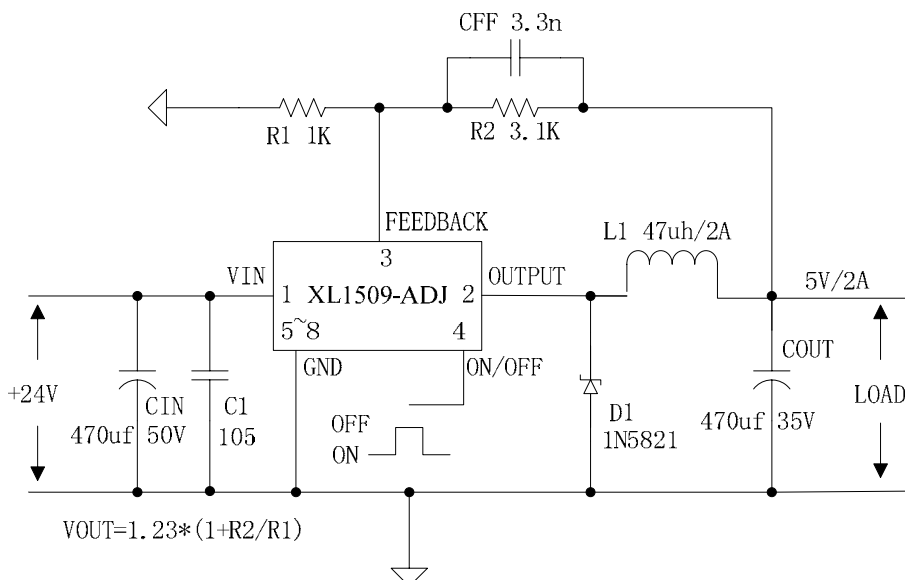 CFF 3.3n
R1 1K
R2 3.1K
FEEDBACK
L1 47uh/2A
3
VIN
OUTPUT
5V/2A
1 XL1509-ADJ 2
5~8
4
GND
ON/OFF
COUT
+24V
CIN
C1
D1
LOAD
470uf 50V
105
OFF
1N5821
470uf 35V
ON
VOUT=1.23*(1+R2/R1)